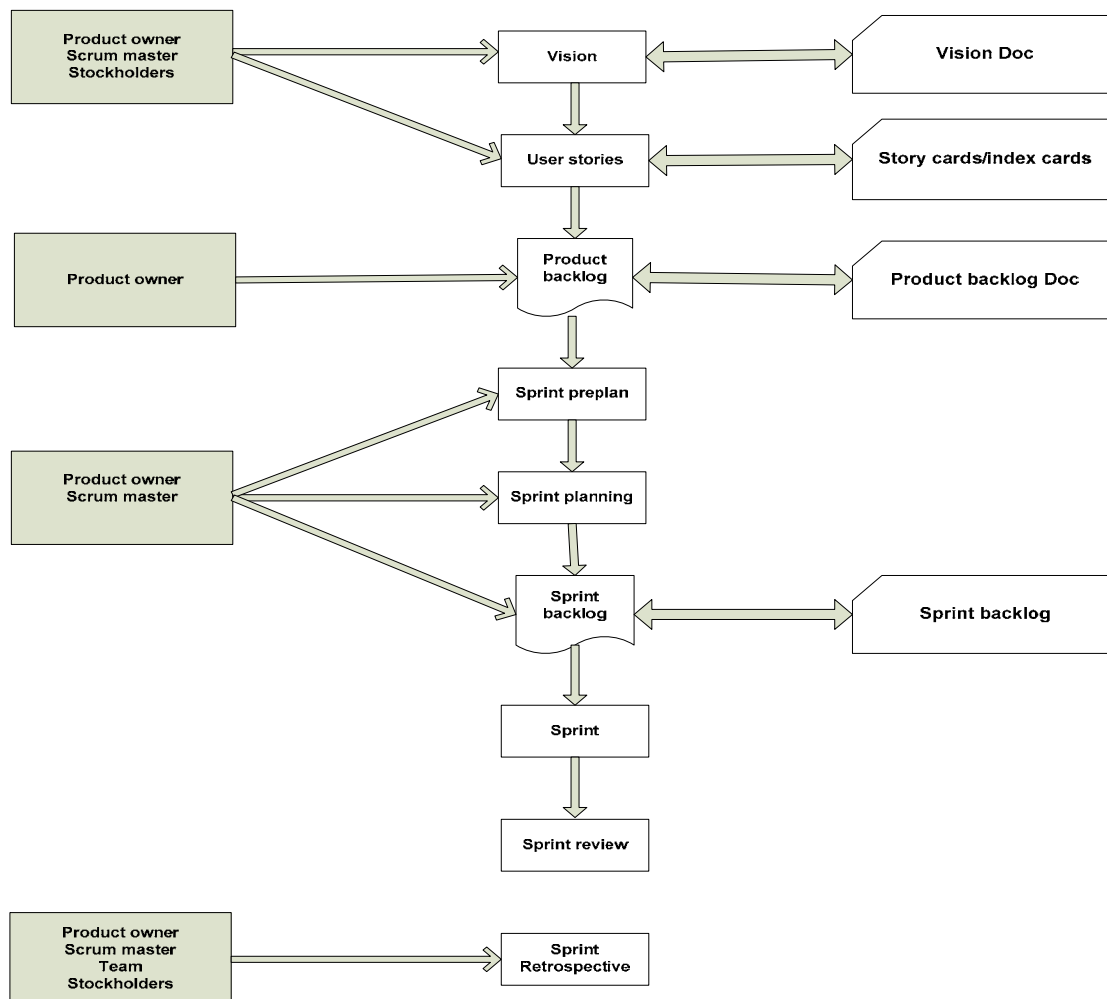 Product owner
Scrum master
Stockholders
Vision
Vision Doc
User stories
Story cards/index cards
Product owner
Product
backlog
Product backlog Doc
Sprint preplan
Product owner
Scrum master
Sprint planning
Sprint
backlog
Sprint backlog
Sprint
Sprint review
Product owner
Scrum master
Team
Stockholders
Sprint
Retrospective